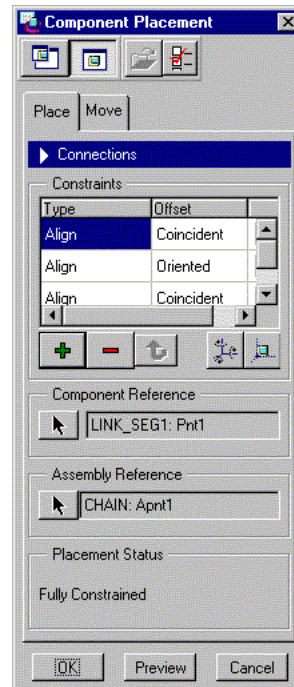 Component Placement
Place Move
Connections
Constraints
Type Offset
Align Coincident
Align Oriented
Align Coincident
Component Reference
LINK_SEG1: Pnt1
Assembly Reference
CHAIN: Apnt1
Placement Status
Fully Constrained
OK Preview Cancel